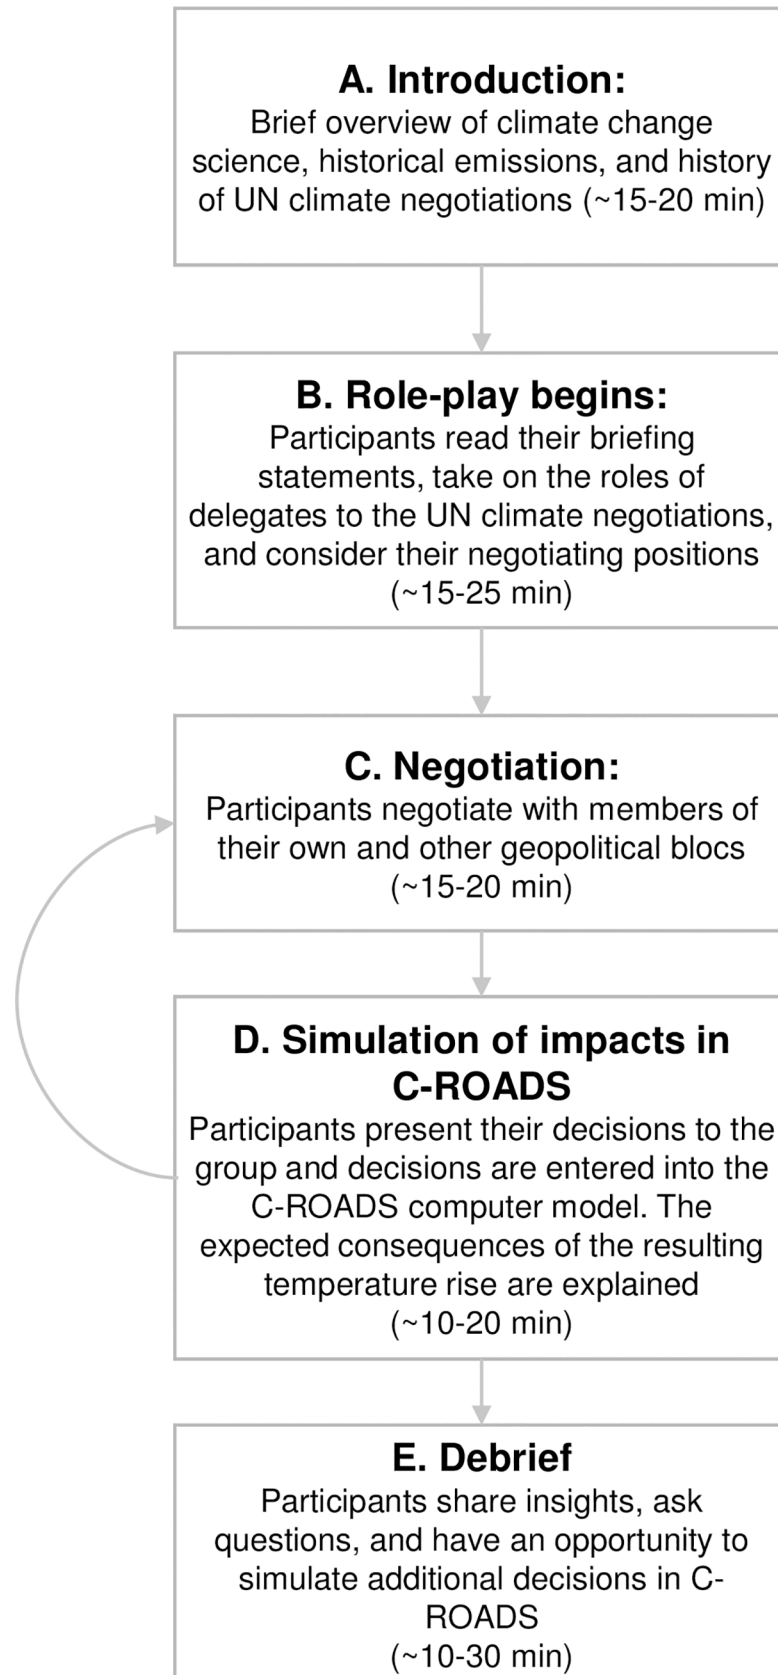 A. Introduction:
Brief overview of climate change
science, historical emissions, and history
of UN climate negotiations (~15-20 min)
B. Role-play begins:
Participants read their briefing
statements, take on the roles of
delegates to the UN climate negotiations,
and consider their negotiating positions
(~15-25 min)
C. Negotiation:
Participants negotiate with members of
their own and other geopolitical blocs
(~15-20 min)
D. Simulation of impacts in
C-ROADS
Participants present their decisions to the
group and decisions are entered into the
C-ROADS computer model. The
expected consequences of the resulting
temperature rise are explained
(~10-20 min)
E. Debrief
Participants share insights, ask
questions, and have an opportunity to
simulate additional decisions in C-
ROADS
(~10-30 min)